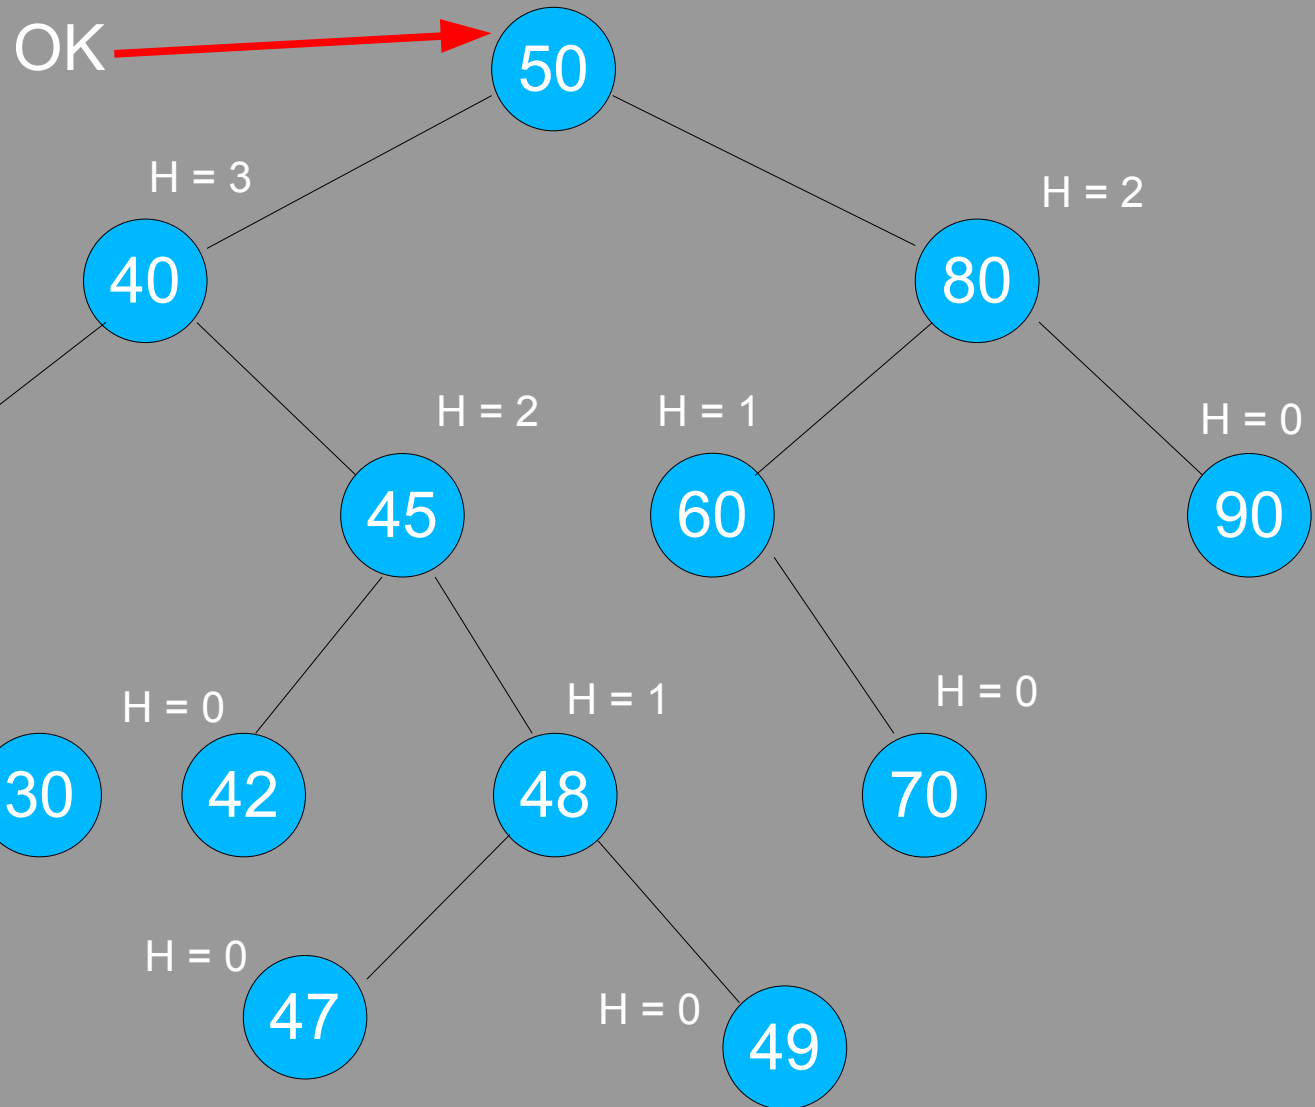 OK
50
H = 3
H = 2
40
80
H = 2
H = 1
H = 0
45
60
90
H = 0
H = 1
H = 0
30
42
48
70
H = 0
47
H = 0
49